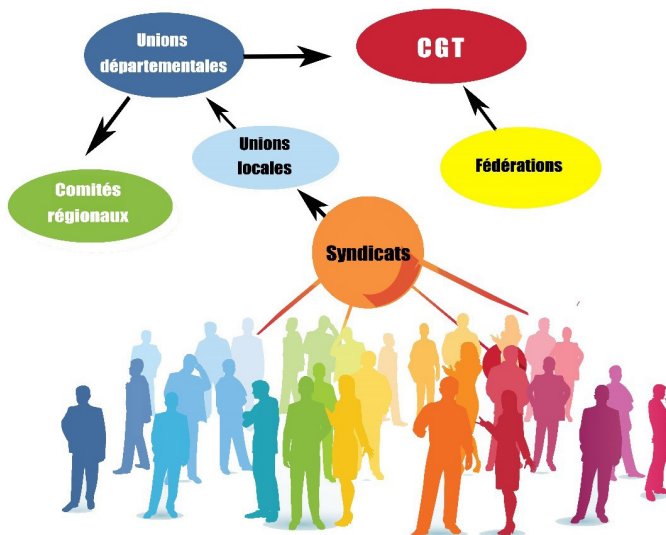 Unions
départementales
CGT
Unions
locales
Fédérations
Comités
régionaux
Syndicats